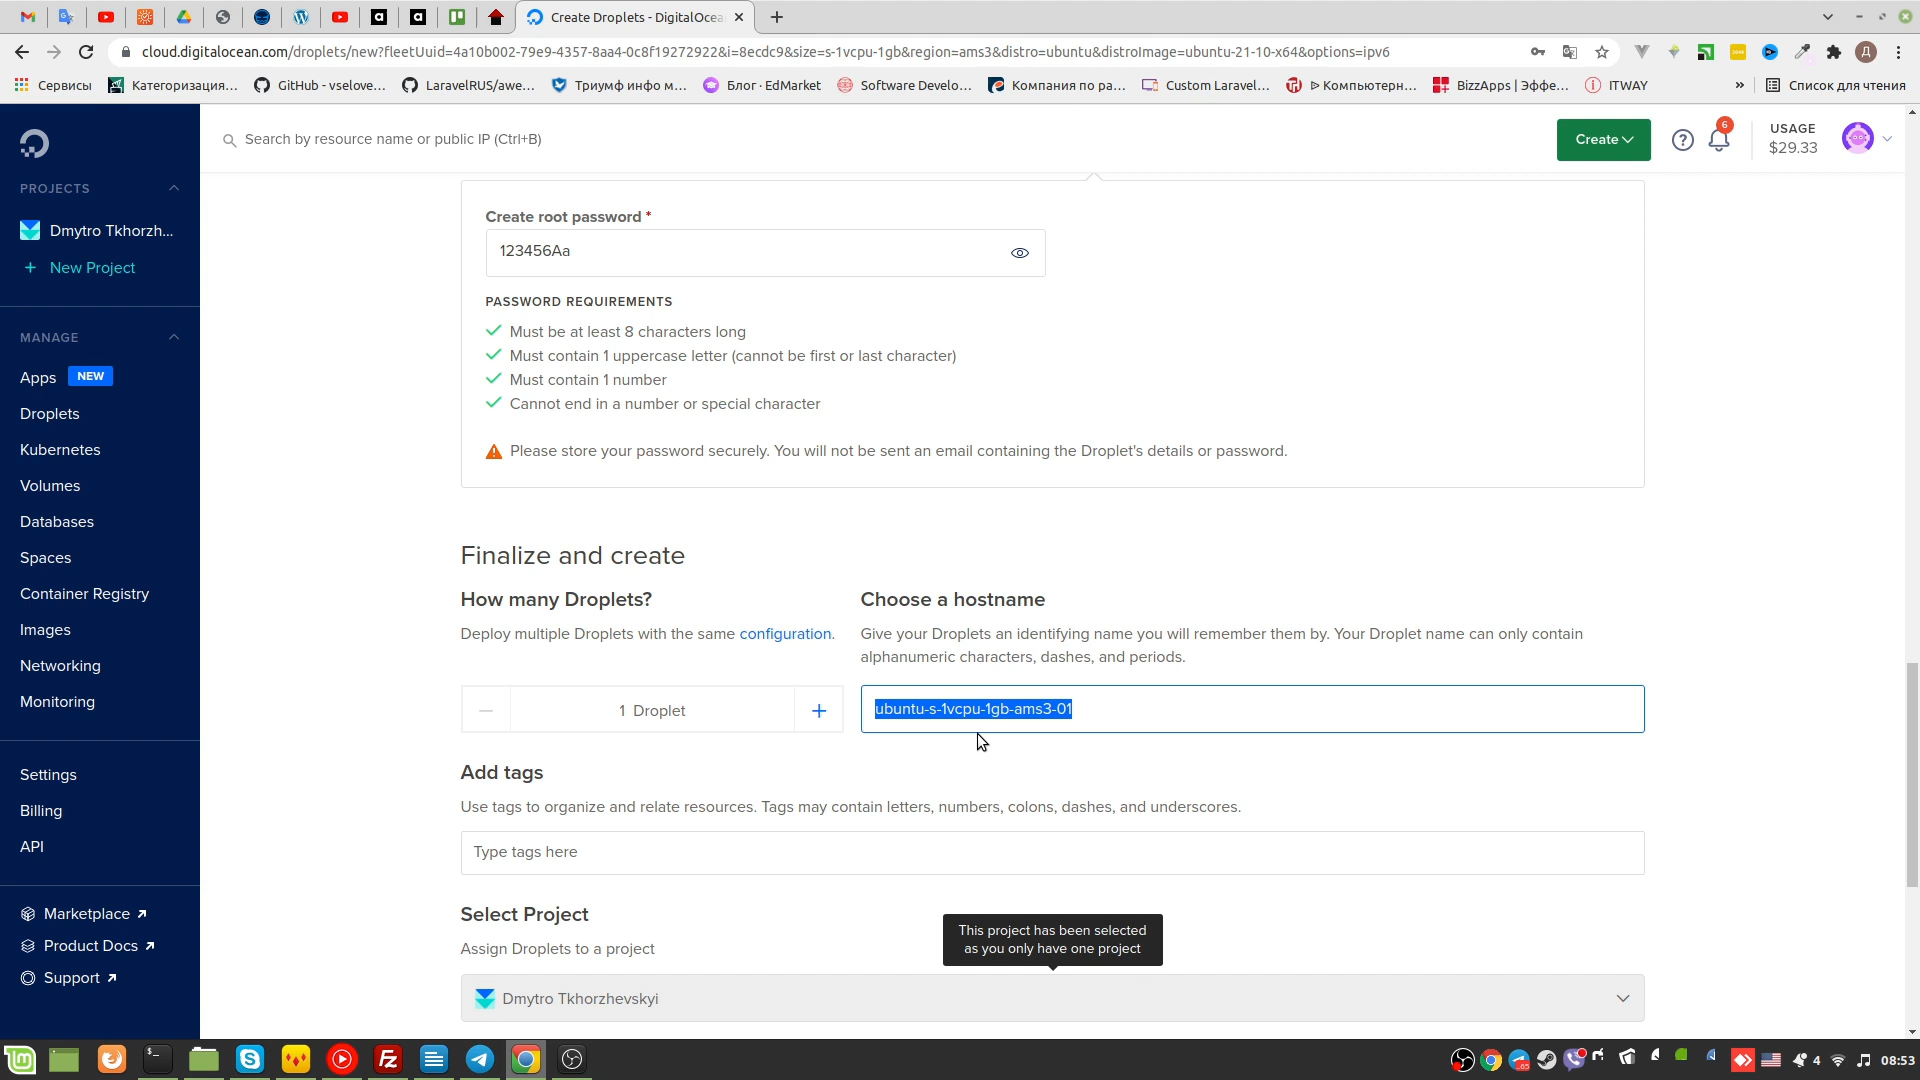 Create Droplets - DigitalOcea
cloud.digitalocean.com/droplets/new?fleetUuid=4a10b002-79e9-4357-8aa4-0c8f19272922&i=8ecdc9&size=s-1vcpu-1gb&region=ams3&distro=ubuntu&distroImage=ubuntu-21-10-x64&options=ipv6
Сервисы
Категоризация...
GitHub - vselove...
LaravelRUS/awe...
Триумф инфо м...
Блог · EdMarket
Software Develo...
Компания по ра...
Custom Laravel...
ᐅ Компьютерн...
BizzApps | Эффе...
ITWAY
»
Список для чтения
Search by resource name or public IP (Ctrl+B)
Create
6
USAGE
$29.33
PROJECTS
Dmytro Tkhorzh...
+ New Project
MANAGE
Apps NEW
Droplets
Kubernetes
Volumes
Databases
Spaces
Container Registry
Images
Networking
Monitoring
Settings
Billing
API
Marketplace
Product Docs
Support
Create root password *
123456Aa
PASSWORD REQUIREMENTS
Must be at least 8 characters long
Must contain 1 uppercase letter (cannot be first or last character)
Must contain 1 number
Cannot end in a number or special character
Please store your password securely. You will not be sent an email containing the Droplet's details or password.
Finalize and create
How many Droplets?
Deploy multiple Droplets with the same configuration.
1 Droplet
Choose a hostname
Give your Droplets an identifying name you will remember them by. Your Droplet name can only contain
alphanumeric characters, dashes, and periods.
ubuntu-s-1vcpu-1gb-ams3-01
Add tags
Use tags to organize and relate resources. Tags may contain letters, numbers, colons, dashes, and underscores.
Type tags here
Select Project
Assign Droplets to a project
This project has been selected
as you only have one project
Dmytro Tkhorzhevskyi
4
08:53